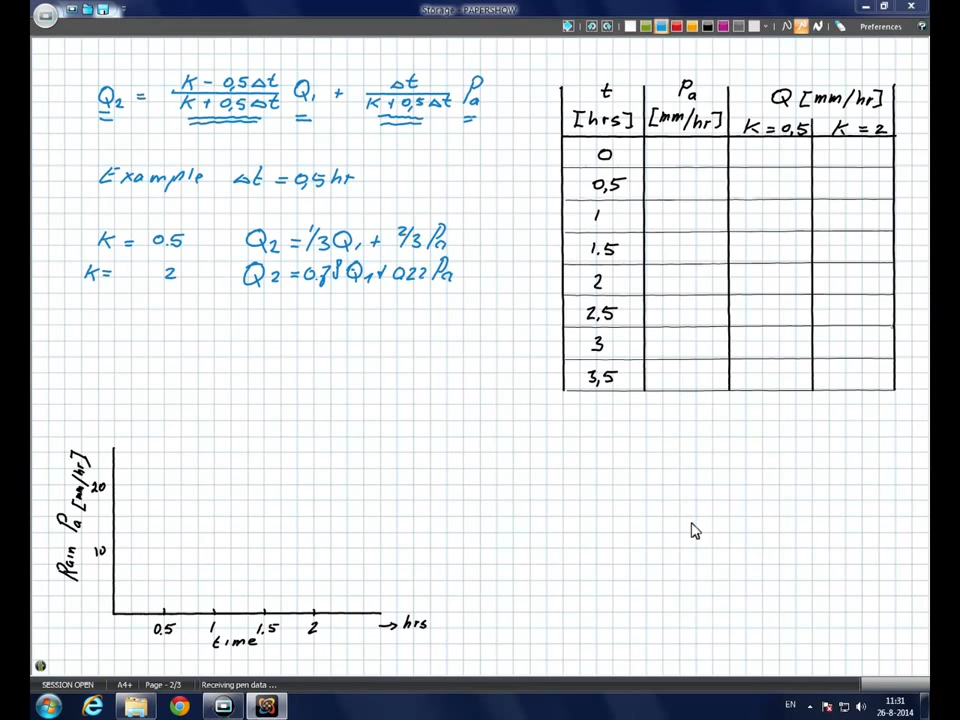 Storage - PAPERSHOW
Preferences
Q2 = K - 0,5Δt / K + 0,5Δt Q1 + Δt / K + 0,5Δt Pa
Example Δt = 0,5 hr
K = 0.5 Q2 = 1/3 Q1 + 2/3 Pa
K = 2 Q2 = 0.78 Q1 + 0.22 Pa
t Pa Q [mm/hr]
[hrs] [mm/hr] K = 0,5 K = 2
0
0,5
1
1.5
2
2,5
3
3,5
Rain Pa [mm/hr]
20
10
0.5 1 1.5 2 → hrs
time
SESSION OPEN A4+ Page - 2/3 Receiving pen data ...
EN 11:31
26-8-2014